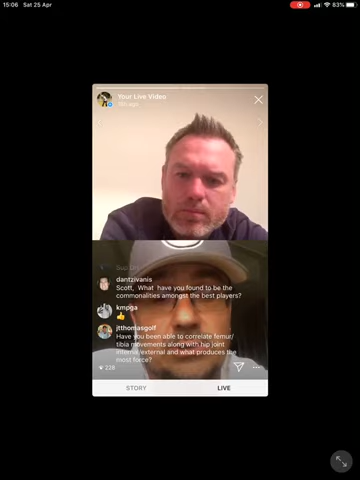 15:06 Sat 25 Apr
83%
Your Live Video
dantzivanis
Scott, What have you found to be the
commonalities amongst the best players?
kmpga
👍
jtthomasgolf
Have you been able to correlate femur/
tibia movements along with hip joint
internal/external and what produces the
most force?
228
STORY LIVE